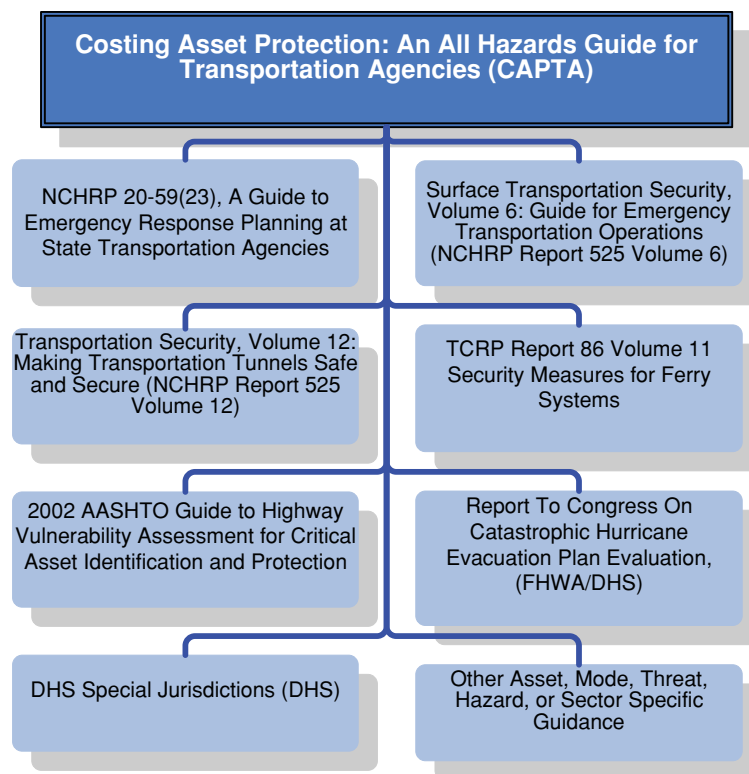 Costing Asset Protection: An All Hazards Guide for
Transportation Agencies (CAPTA)
NCHRP 20-59(23), A Guide to
Emergency Response Planning at
State Transportation Agencies
Surface Transportation Security,
Volume 6: Guide for Emergency
Transportation Operations
(NCHRP Report 525 Volume 6)
Transportation Security, Volume 12:
Making Transportation Tunnels Safe
and Secure (NCHRP Report 525
Volume 12)
TCRP Report 86 Volume 11
Security Measures for Ferry
Systems
2002 AASHTO Guide to Highway
Vulnerability Assessment for Critical
Asset Identification and Protection
Report To Congress On
Catastrophic Hurricane
Evacuation Plan Evaluation,
(FHWA/DHS)
DHS Special Jurisdictions (DHS)
Other Asset, Mode, Threat,
Hazard, or Sector Specific
Guidance